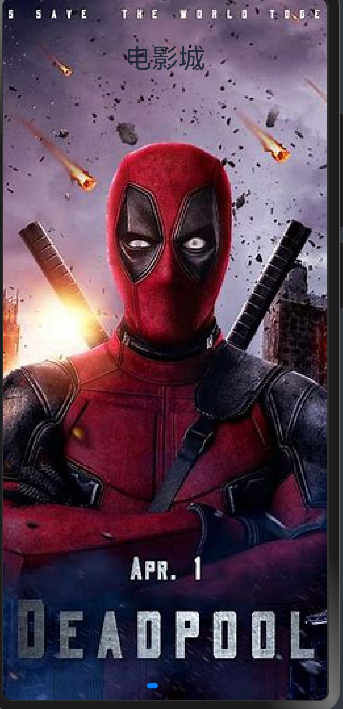 S SAVE THE WORLD TOGE
电影城
APR. 1
DEADPOOL